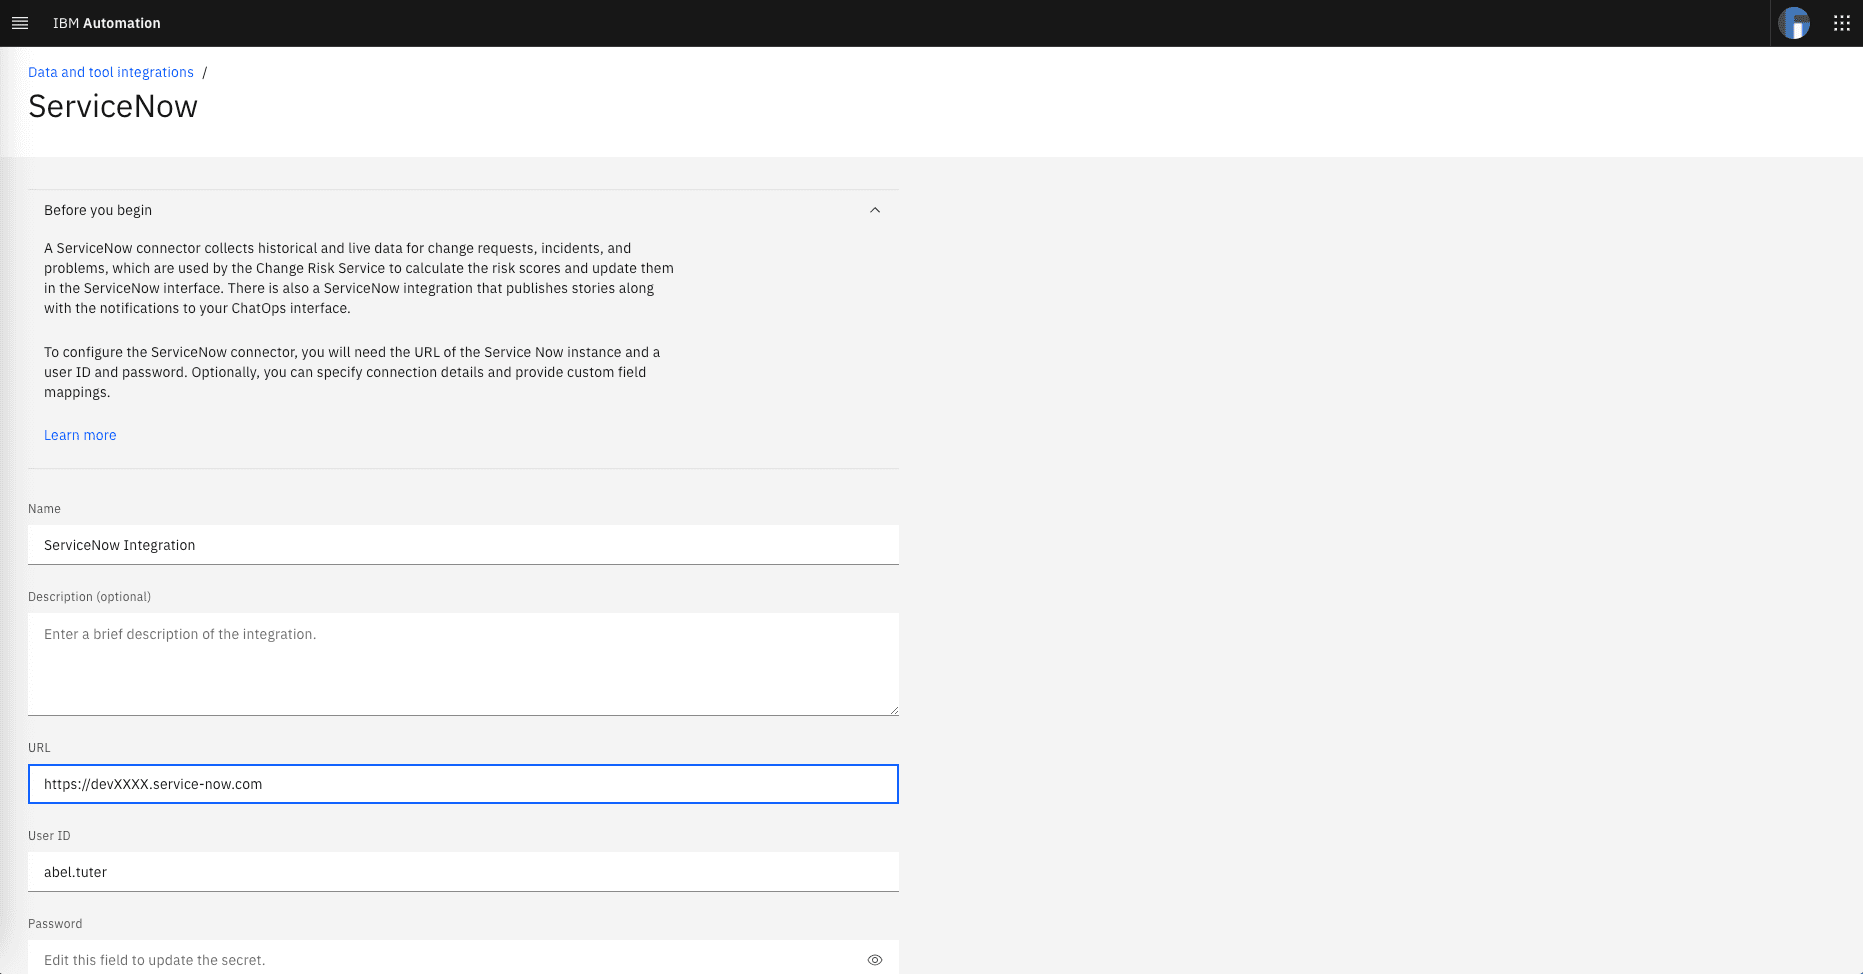 IBM Automation
Data and tool integrations /
ServiceNow
Before you begin
A ServiceNow connector collects historical and live data for change requests, incidents, and
problems, which are used by the Change Risk Service to calculate the risk scores and update them
in the ServiceNow interface. There is also a ServiceNow integration that publishes stories along
with the notifications to your ChatOps interface.
To configure the ServiceNow connector, you will need the URL of the Service Now instance and a
user ID and password. Optionally, you can specify connection details and provide custom field
mappings.
Learn more
Name
ServiceNow Integration
Description (optional)
Enter a brief description of the integration.
URL
https://devXXXX.service-now.com
User ID
abel.tuter
Password
Edit this field to update the secret.